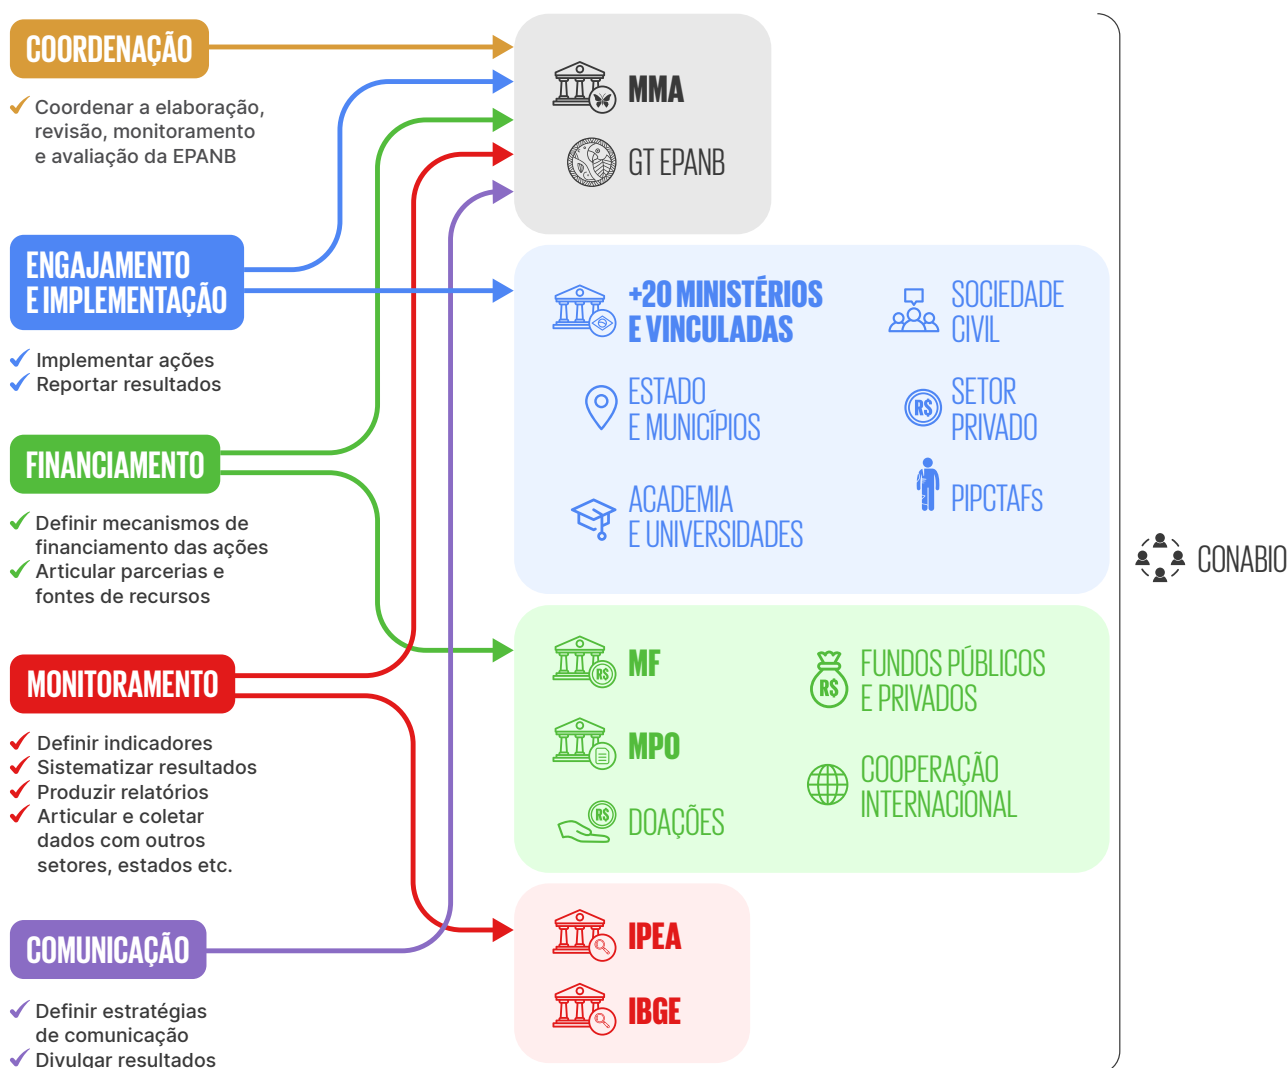 COORDENAÇÃO
Coordenar a elaboração,
revisão, monitoramento
e avaliação da EPANB
ENGAJAMENTO
E IMPLEMENTAÇÃO
Implementar ações
Reportar resultados
FINANCIAMENTO
Definir mecanismos de
financiamento das ações
Articular parcerias e
fontes de recursos
MONITORAMENTO
Definir indicadores
Sistematizar resultados
Produzir relatórios
Articular e coletar
dados com outros
setores, estados etc.
COMUNICAÇÃO
Definir estratégias
de comunicação
Divulgar resultados
MMA
GT EPANB
+20 MINISTÉRIOS
E VINCULADAS
ESTADO
E MUNICÍPIOS
ACADEMIA
E UNIVERSIDADES
SOCIEDADE
CIVIL
R$
SETOR
PRIVADO
PIPCTAFs
R$
MF
MPO
R$
DOAÇÕES
R$
FUNDOS PÚBLICOS
E PRIVADOS
COOPERAÇÃO
INTERNACIONAL
IPEA
IBGE
CONABIO